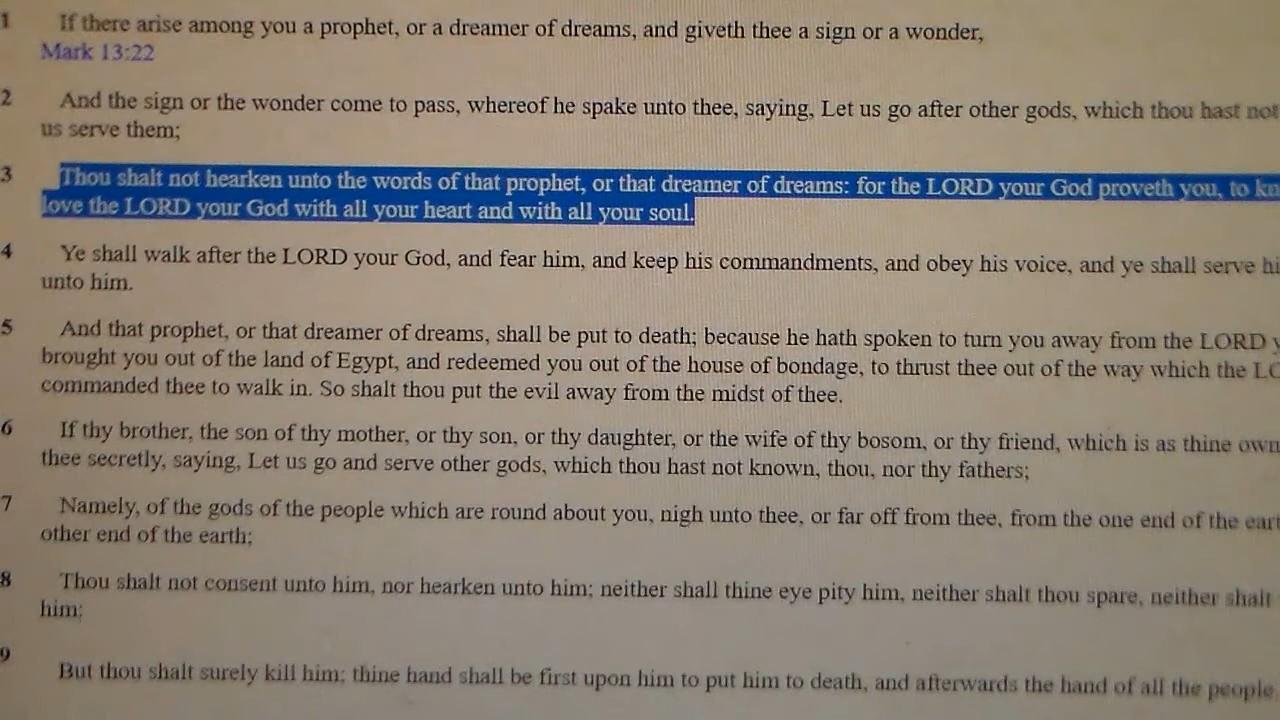 1 If there arise among you a prophet, or a dreamer of dreams, and giveth thee a sign or a wonder,
Mark 13:22
2 And the sign or the wonder come to pass, whereof he spake unto thee, saying, Let us go after other gods, which thou hast not
us serve them;
3 Thou shalt not hearken unto the words of that prophet, or that dreamer of dreams: for the LORD your God proveth you, to kn
love the LORD your God with all your heart and with all your soul.
4 Ye shall walk after the LORD your God, and fear him, and keep his commandments, and obey his voice, and ye shall serve hi
unto him.
5 And that prophet, or that dreamer of dreams, shall be put to death; because he hath spoken to turn you away from the LORD y
brought you out of the land of Egypt, and redeemed you out of the house of bondage, to thrust thee out of the way which the LO
commanded thee to walk in. So shalt thou put the evil away from the midst of thee.
6 If thy brother, the son of thy mother, or thy son, or thy daughter, or the wife of thy bosom, or thy friend, which is as thine own
thee secretly, saying, Let us go and serve other gods, which thou hast not known, thou, nor thy fathers;
7 Namely, of the gods of the people which are round about you, nigh unto thee, or far off from thee, from the one end of the eart
other end of the earth;
8 Thou shalt not consent unto him, nor hearken unto him; neither shall thine eye pity him, neither shalt thou spare, neither shalt
him;
9 But thou shalt surely kill him; thine hand shall be first upon him to put him to death, and afterwards the hand of all the people.